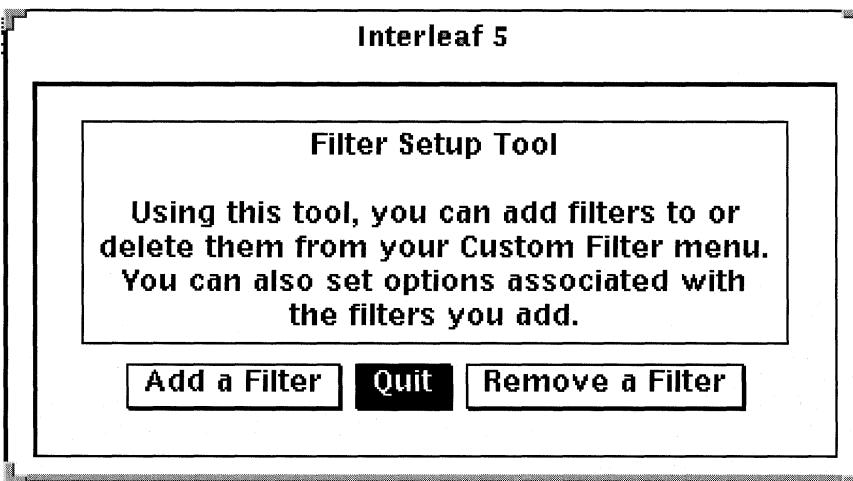 Interleaf 5
Filter Setup Tool
Using this tool, you can add filters to or
delete them from your Custom Filter menu.
You can also set options associated with
the filters you add.
Add a Filter Quit Remove a Filter